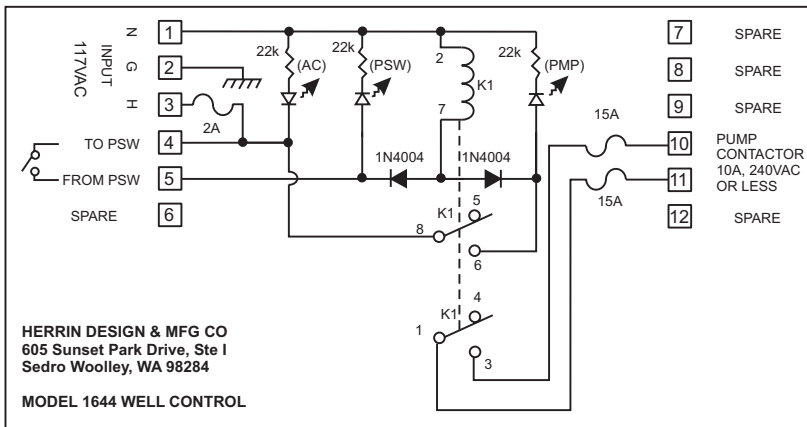 N
G
H
INPUT
117VAC
1
2
3
4
5
6
TO PSW
FROM PSW
SPARE
2A
22k
(AC)
22k
(PSW)
2
K1
7
22k
(PMP)
1N4004
1N4004
5
K1
8
6
4
K1
1
3
15A
15A
7
SPARE
8
SPARE
9
SPARE
10
PUMP
11
CONTACTOR
10A, 240VAC
OR LESS
12
SPARE
HERRIN DESIGN & MFG CO
605 Sunset Park Drive, Ste I
Sedro Woolley, WA 98284
MODEL 1644 WELL CONTROL